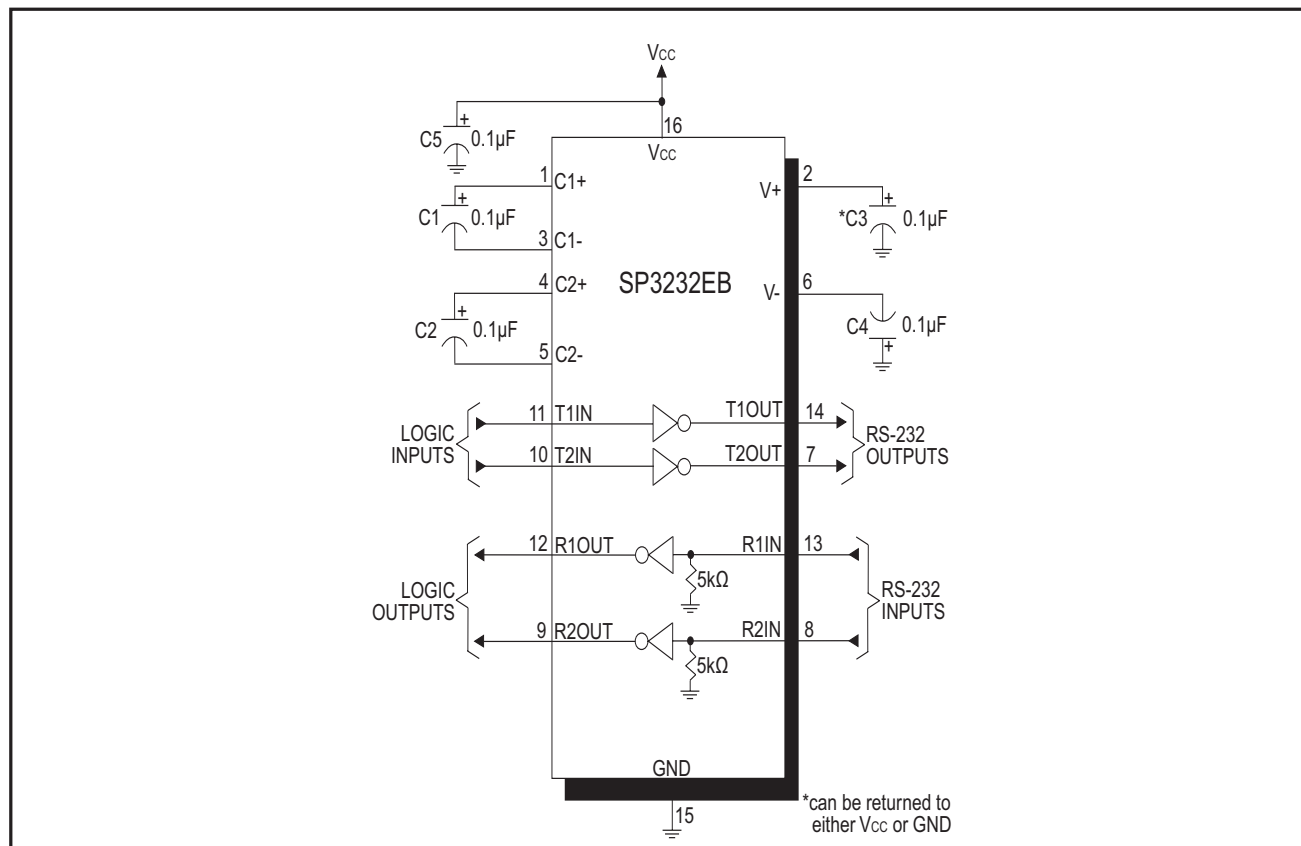 Vcc
+
C5 0.1µF
16
Vcc
1 C1+
+
C1 0.1µF
3 C1-
4 C2+
+
C2 0.1µF
5 C2-
SP3232EB
V+ 2
+
*C3 0.1µF
V- 6
C4 0.1µF
+
LOGIC
INPUTS
11 T1IN T1OUT 14
10 T2IN T2OUT 7
RS-232
OUTPUTS
LOGIC
OUTPUTS
12 R1OUT R1IN 13
5kΩ
9 R2OUT R2IN 8
5kΩ
RS-232
INPUTS
GND
15
*can be returned to
either Vcc or GND